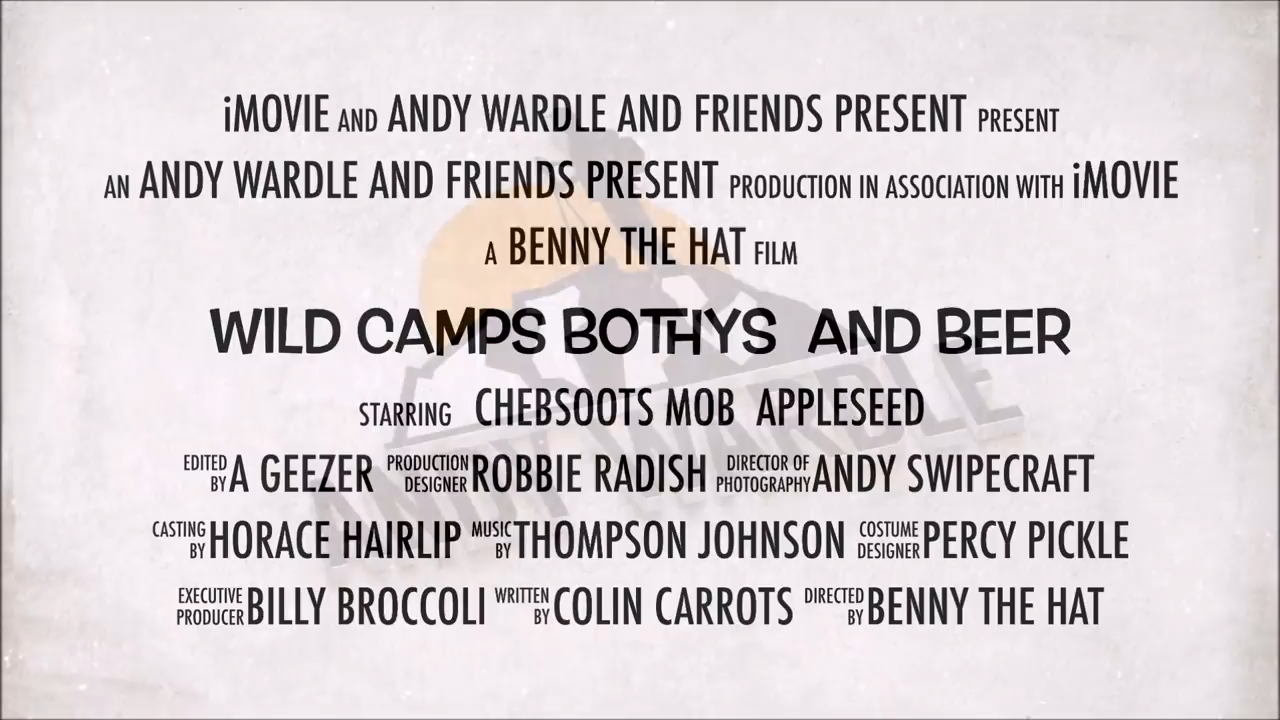 iMOVIE AND ANDY WARDLE AND FRIENDS PRESENT PRESENT
AN ANDY WARDLE AND FRIENDS PRESENT PRODUCTION IN ASSOCIATION WITH iMOVIE
A BENNY THE HAT FILM
WILD CAMPS BOTHYS AND BEER
STARRING CHEBSOOTS MOB APPLESEED
EDITED BY A GEEZER PRODUCTION DESIGNER ROBBIE RADISH DIRECTOR OF PHOTOGRAPHY ANDY SWIPECRAFT
CASTING BY HORACE HAIRLIP MUSIC BY THOMPSON JOHNSON COSTUME DESIGNER PERCY PICKLE
EXECUTIVE PRODUCER BILLY BROCCOLI WRITTEN BY COLIN CARROTS DIRECTED BY BENNY THE HAT
ANDY WARDLE